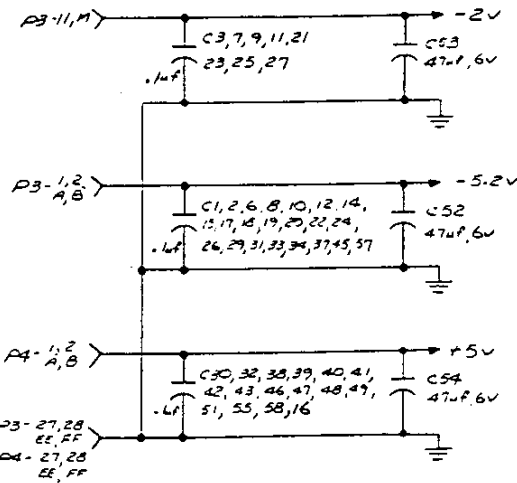 P3-11,M
C3,7,9,11,21
23,25,27
.1uf
C53
47uf,6v
-2v
P3-1,2
A,B
C1,2,6,8,10,12,14,
15,17,18,19,20,22,24,
26,29,31,33,34,37,45,57
.1uf
C52
47uf,6v
-5.2v
P4-1,2
A,B
C30,32,38,39,40,41,
42,43,46,47,48,49,
51,55,58,16
.1uf
C54
47uf,6v
+5v
P3-27,28
EE,FF
P4-27,28
EE,FF